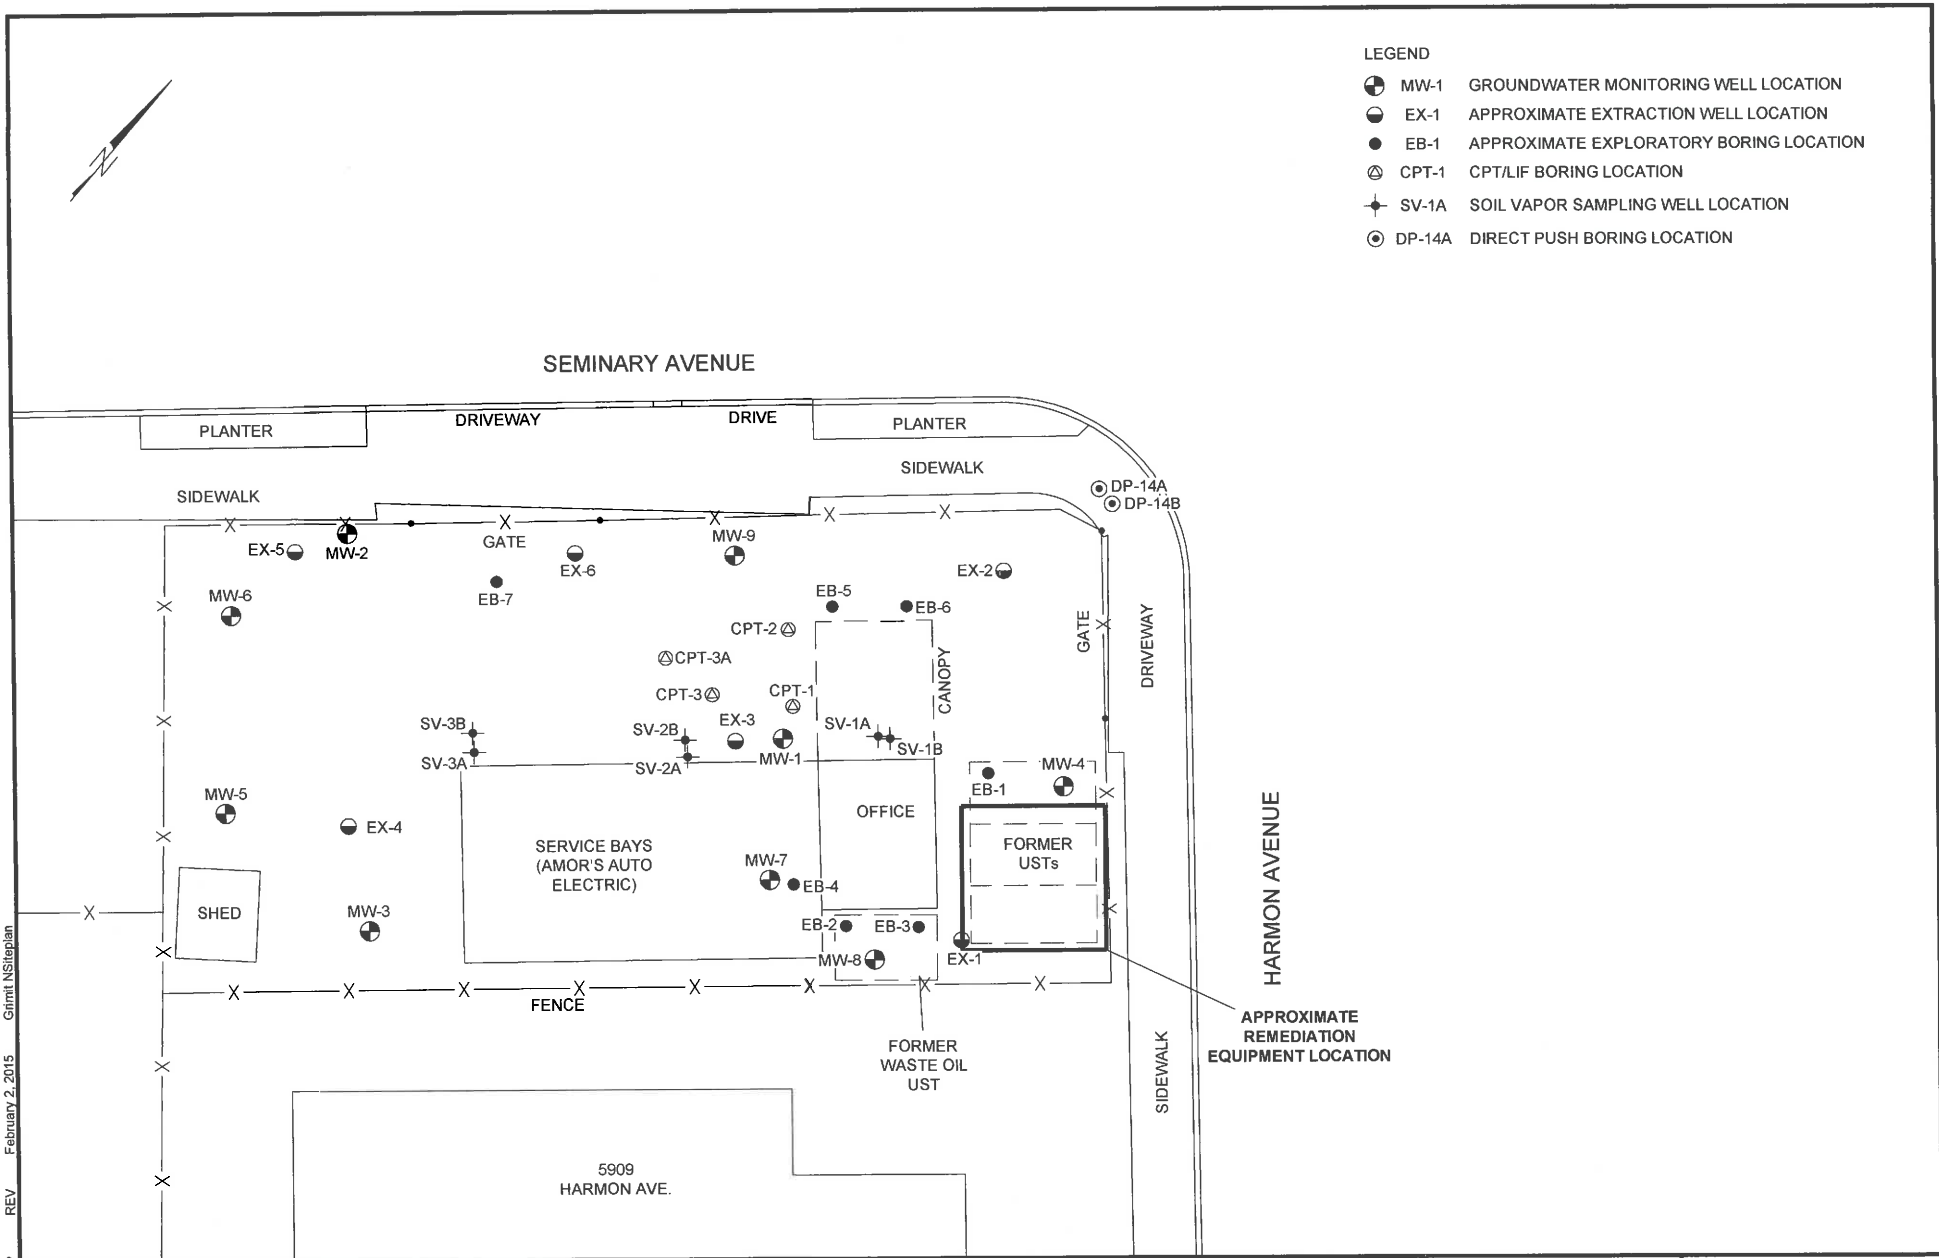 LEGEND
MW-1 GROUNDWATER MONITORING WELL LOCATION
EX-1 APPROXIMATE EXTRACTION WELL LOCATION
EB-1 APPROXIMATE EXPLORATORY BORING LOCATION
CPT-1 CPT/LIF BORING LOCATION
SV-1A SOIL VAPOR SAMPLING WELL LOCATION
DP-14A DIRECT PUSH BORING LOCATION
N
SEMINARY AVENUE
PLANTER
DRIVEWAY
DRIVE
PLANTER
SIDEWALK
SIDEWALK
DP-14A
DP-14B
EX-5
MW-2
GATE
MW-9
EX-6
EX-2
EB-7
MW-6
EB-5
EB-6
CPT-2
GATE
DRIVEWAY
CPT-3A
CANOPY
CPT-3
CPT-1
SV-3B
SV-2B
EX-3
SV-1A
SV-1B
SV-3A
SV-2A
MW-1
MW-4
EB-1
MW-5
EX-4
OFFICE
SERVICE BAYS
(AMOR'S AUTO
ELECTRIC)
FORMER
USTs
MW-7
EB-4
HARMON AVENUE
SHED
MW-3
EB-2
EB-3
MW-8
EX-1
FENCE
FORMER
WASTE OIL
UST
APPROXIMATE
REMEDIATION
EQUIPMENT LOCATION
SIDEWALK
5909
HARMON AVE.
REV February 2, 2015 Grimit NSiteplan